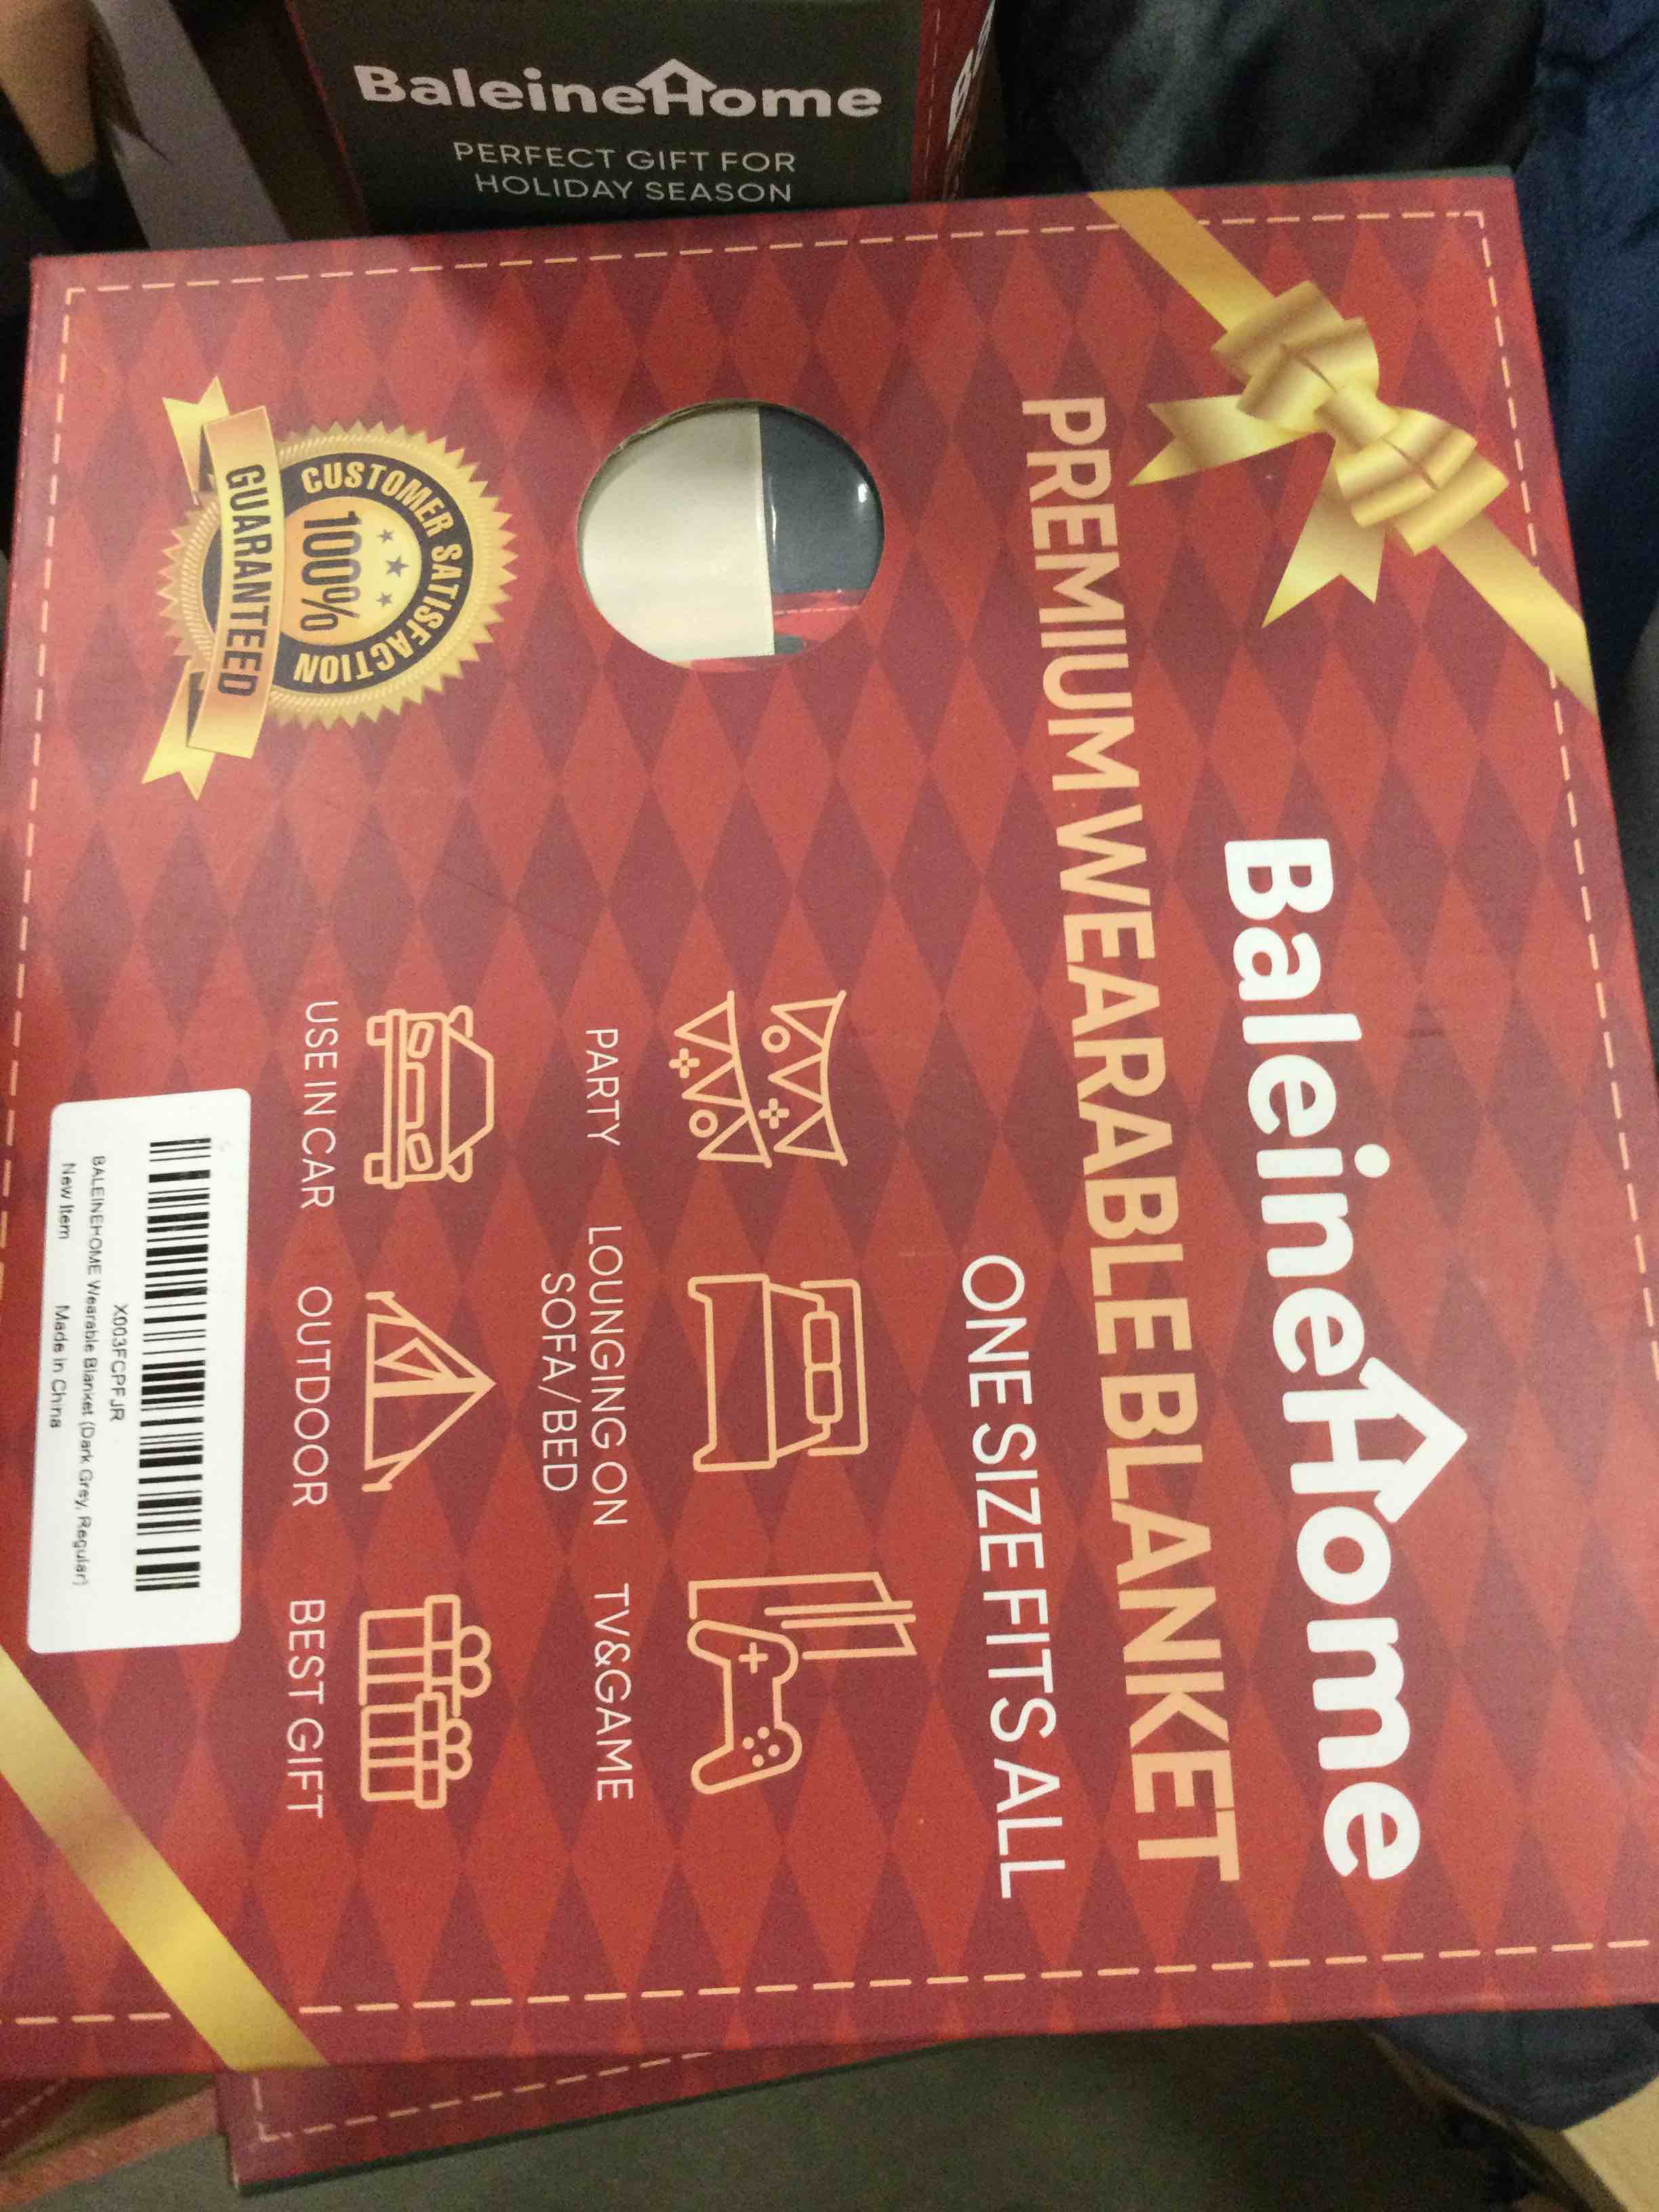 BaleineHome
PERFECT GIFT FOR
HOLIDAY SEASON
BaleineHome
PREMIUM WEARABLE BLANKET
ONE SIZE FITS ALL
PARTY
LOUNGING ON
SOFA/BED
TV&GAME
USE IN CAR
OUTDOOR
BEST GIFT
CUSTOMER SATISFACTION
100%
GUARANTEED
X003FCPFJR
BALEINEHOME Wearable Blanket (Dark Grey, Regular)
New Item Made in China